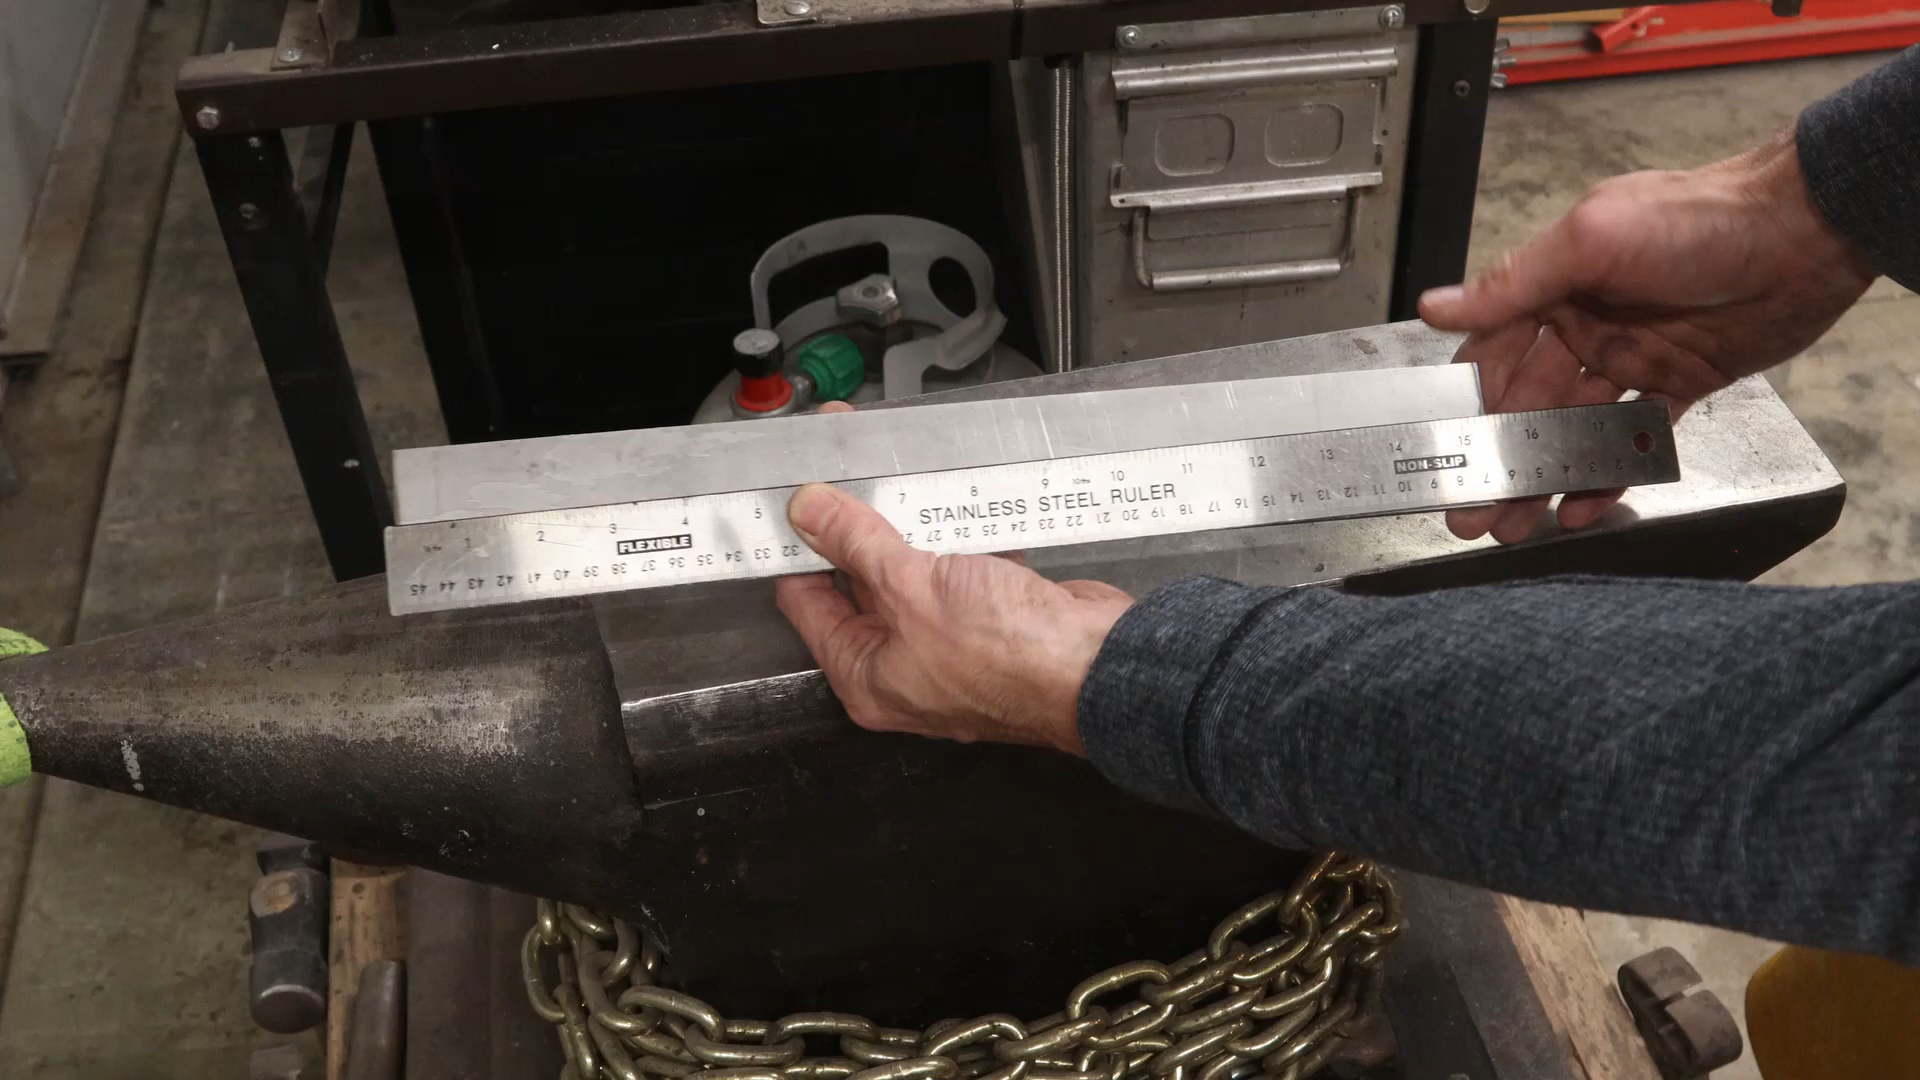 1 2 3 4 5 7 8 9 10 11 12 13 14 15 16 17
STAINLESS STEEL RULER
FLEXIBLE
NON-SLIP
45 44 43 42 41 40 39 38 37 36 35 34 33 32 28 27 26 25 24 23 22 21 20 19 18 17 16 15 14 13 12 11 10 9 8 7 6 5 4 3 2